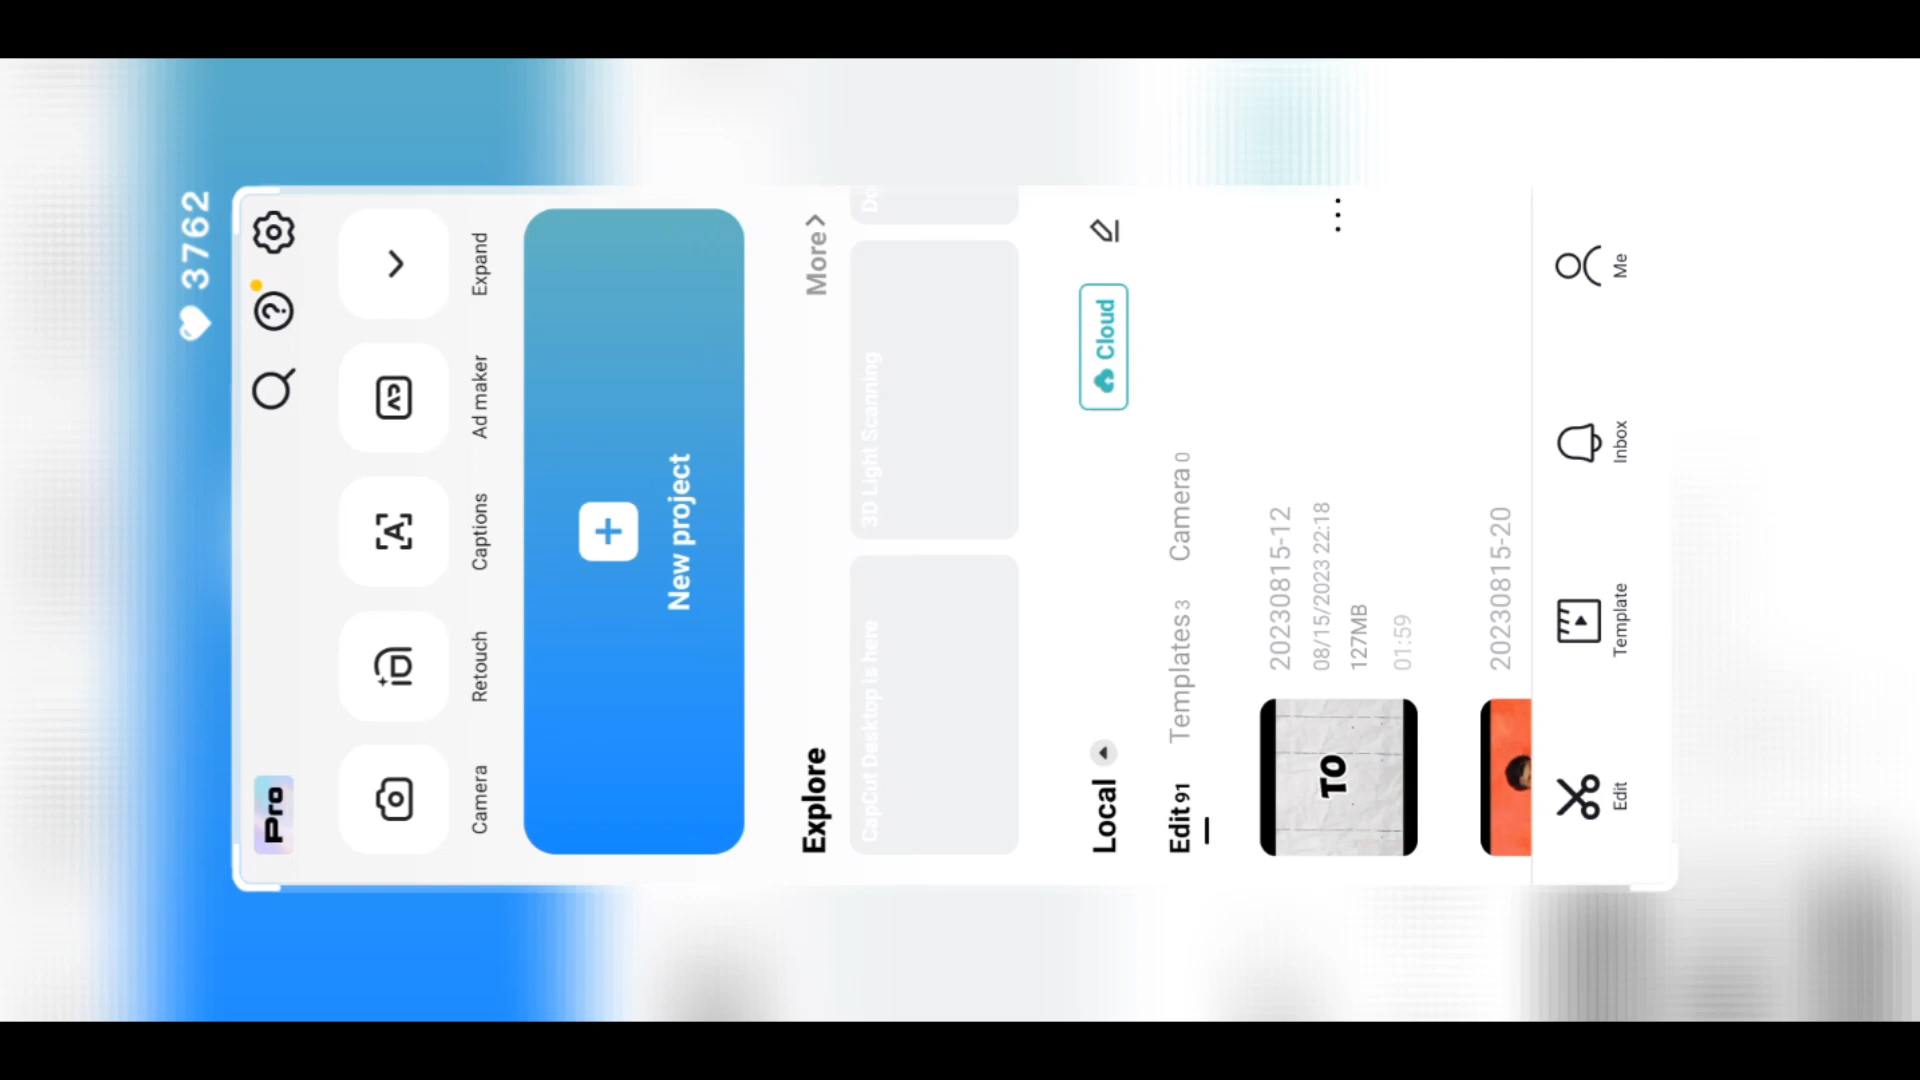 3762
Pro
Camera
Retouch
Captions
Ad maker
Expand
New project
Explore
More
CapCut Desktop is here
3D Light Scanning
Do
Local
Cloud
Edit 91
Templates 3
Camera 0
TO
20230815-12
08/15/2023 22:18
127MB
01:59
20230815-20
Edit
Template
Inbox
Me